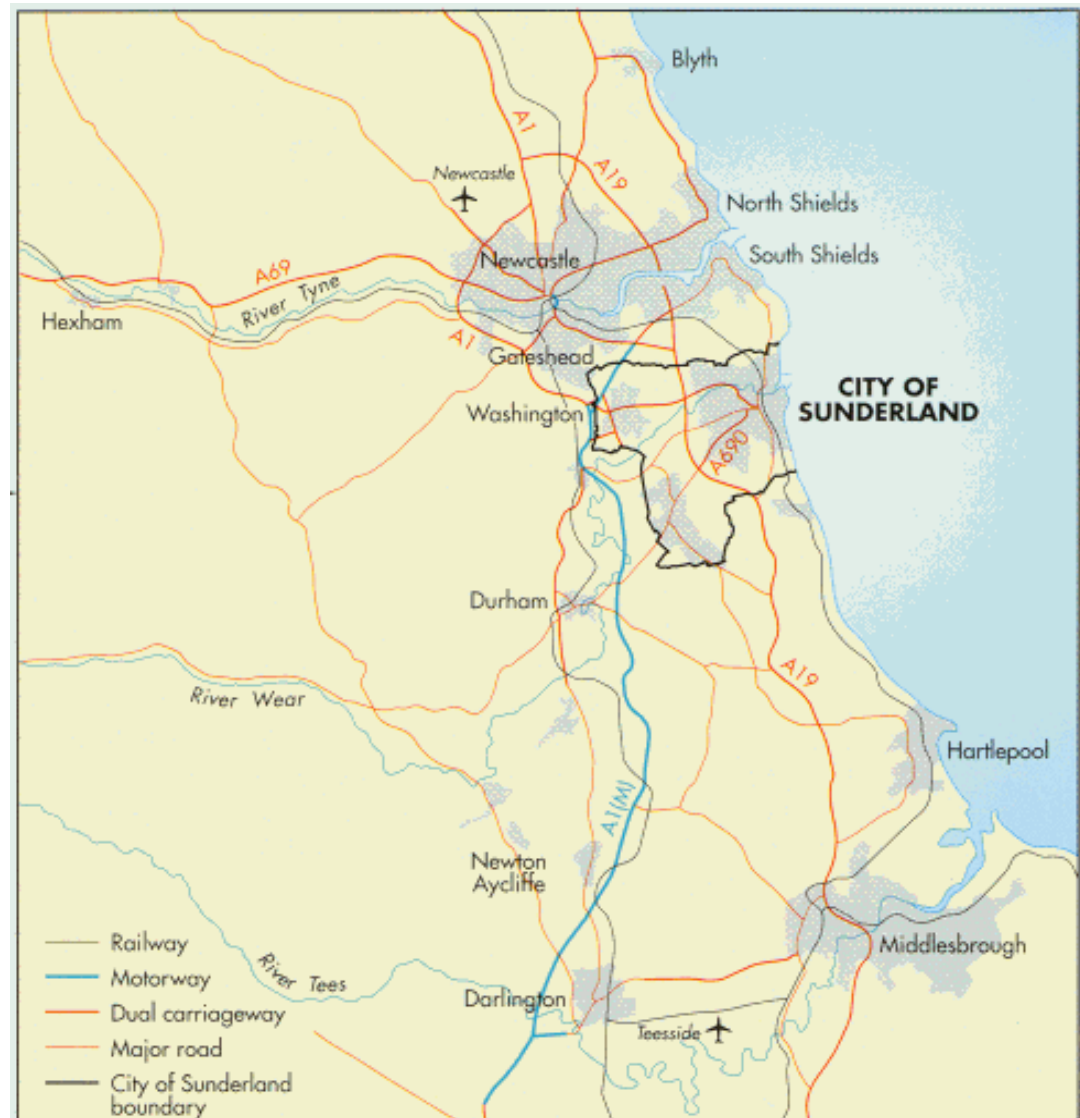 Blyth
A1
A19
Newcastle
North Shields
South Shields
Newcastle
A69
River Tyne
Hexham
A1
Gateshead
CITY OF
SUNDERLAND
Washington
A690
Durham
A19
River Wear
Hartlepool
A1(M)
Newton
Aycliffe
Middlesbrough
River Tees
Darlington
Teesside
Railway
Motorway
Dual carriageway
Major road
City of Sunderland
boundary